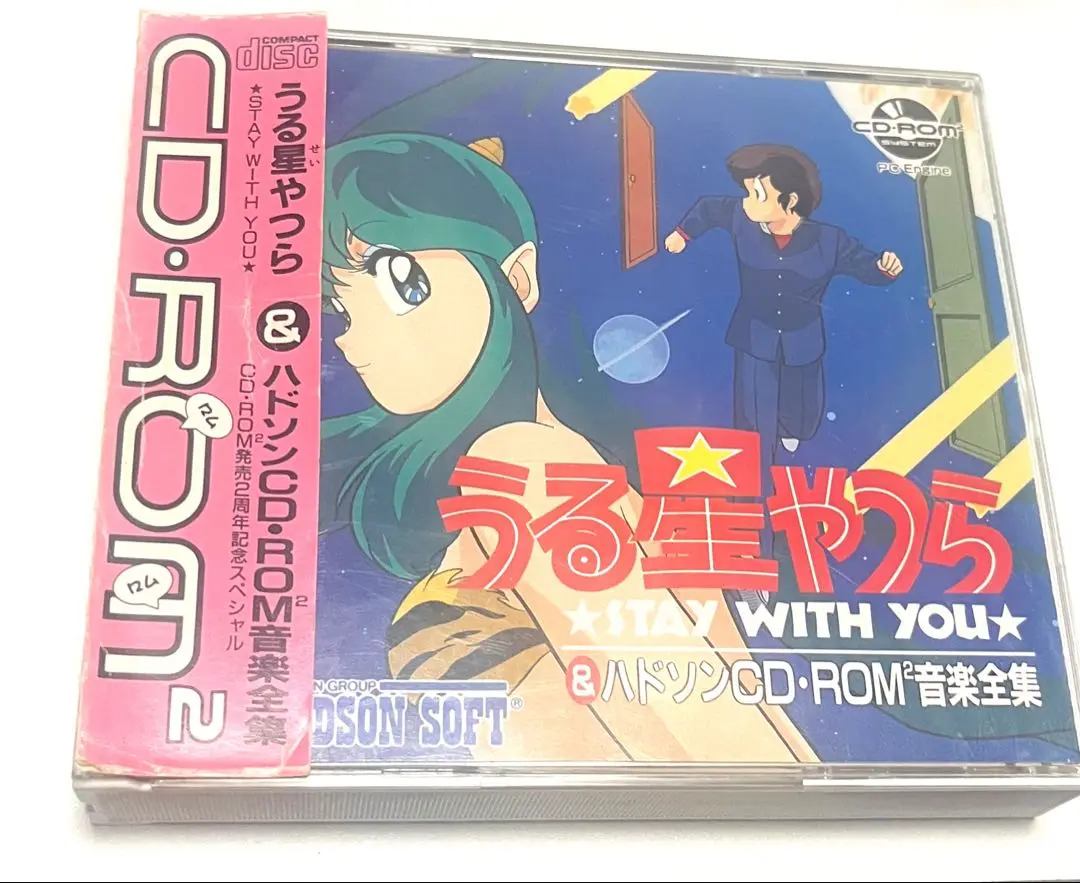 COMPACT
disc
うる星やつら
せい
★STAY WITH YOU★
&
ハドソンCD・ROM²音楽全集
CD・ROM²発売2周年記念スペシャル
CD・ROM²
ロム
ロム
CD・ROM²
SYSTEM
PC Engine
うる星やつら
★STAY WITH YOU★
&ハドソンCD・ROM²音楽全集
N GROUP
DSON SOFT®